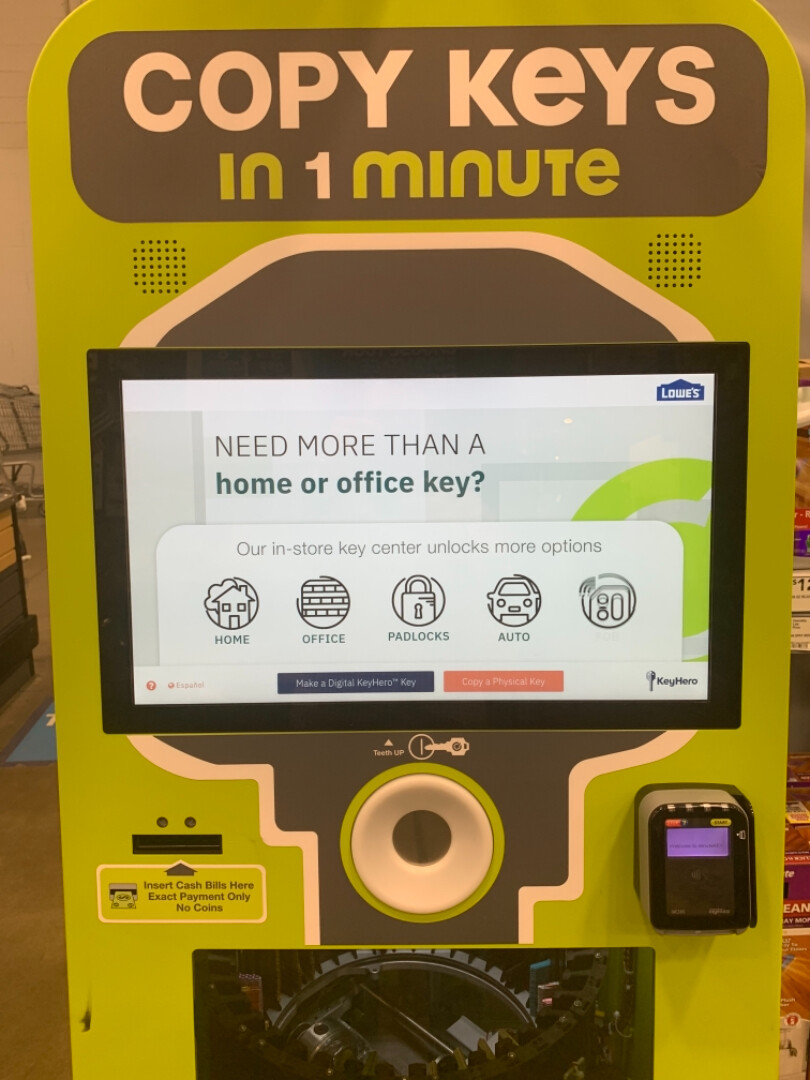 COPY KeYS
in 1 minUTe
LOWE'S
NEED MORE THAN A
home or office key?
Our in-store key center unlocks more options
HOME
OFFICE
PADLOCKS
AUTO
? Español
Make a Digital KeyHero™ Key
Copy a Physical Key
KeyHero
Teeth UP
Insert Cash Bills Here
Exact Payment Only
No Coins